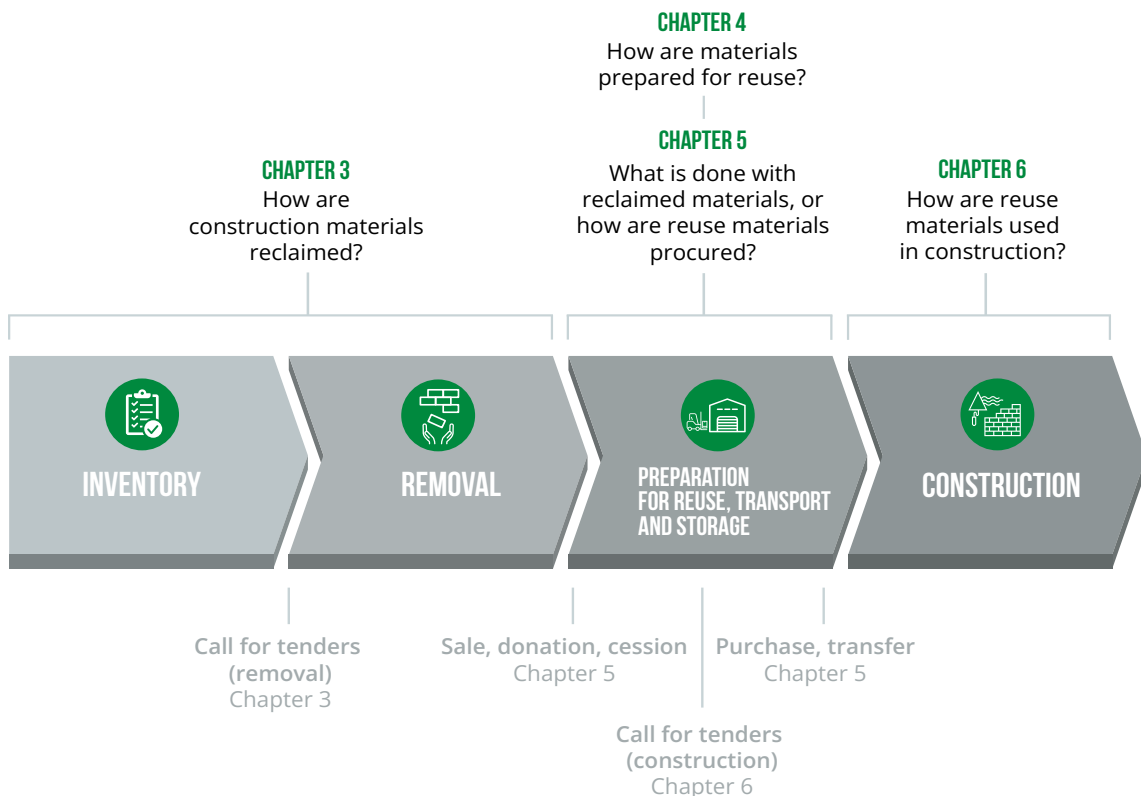 CHAPTER 4
How are materials
prepared for reuse?
CHAPTER 3
How are
construction materials
reclaimed?
CHAPTER 5
What is done with
reclaimed materials, or
how are reuse materials
procured?
CHAPTER 6
How are reuse
materials used
in construction?
INVENTORY
REMOVAL
PREPARATION
FOR REUSE, TRANSPORT
AND STORAGE
CONSTRUCTION
Call for tenders
(removal)
Chapter 3
Sale, donation, cession
Chapter 5
Call for tenders
(construction)
Chapter 6
Purchase, transfer
Chapter 5